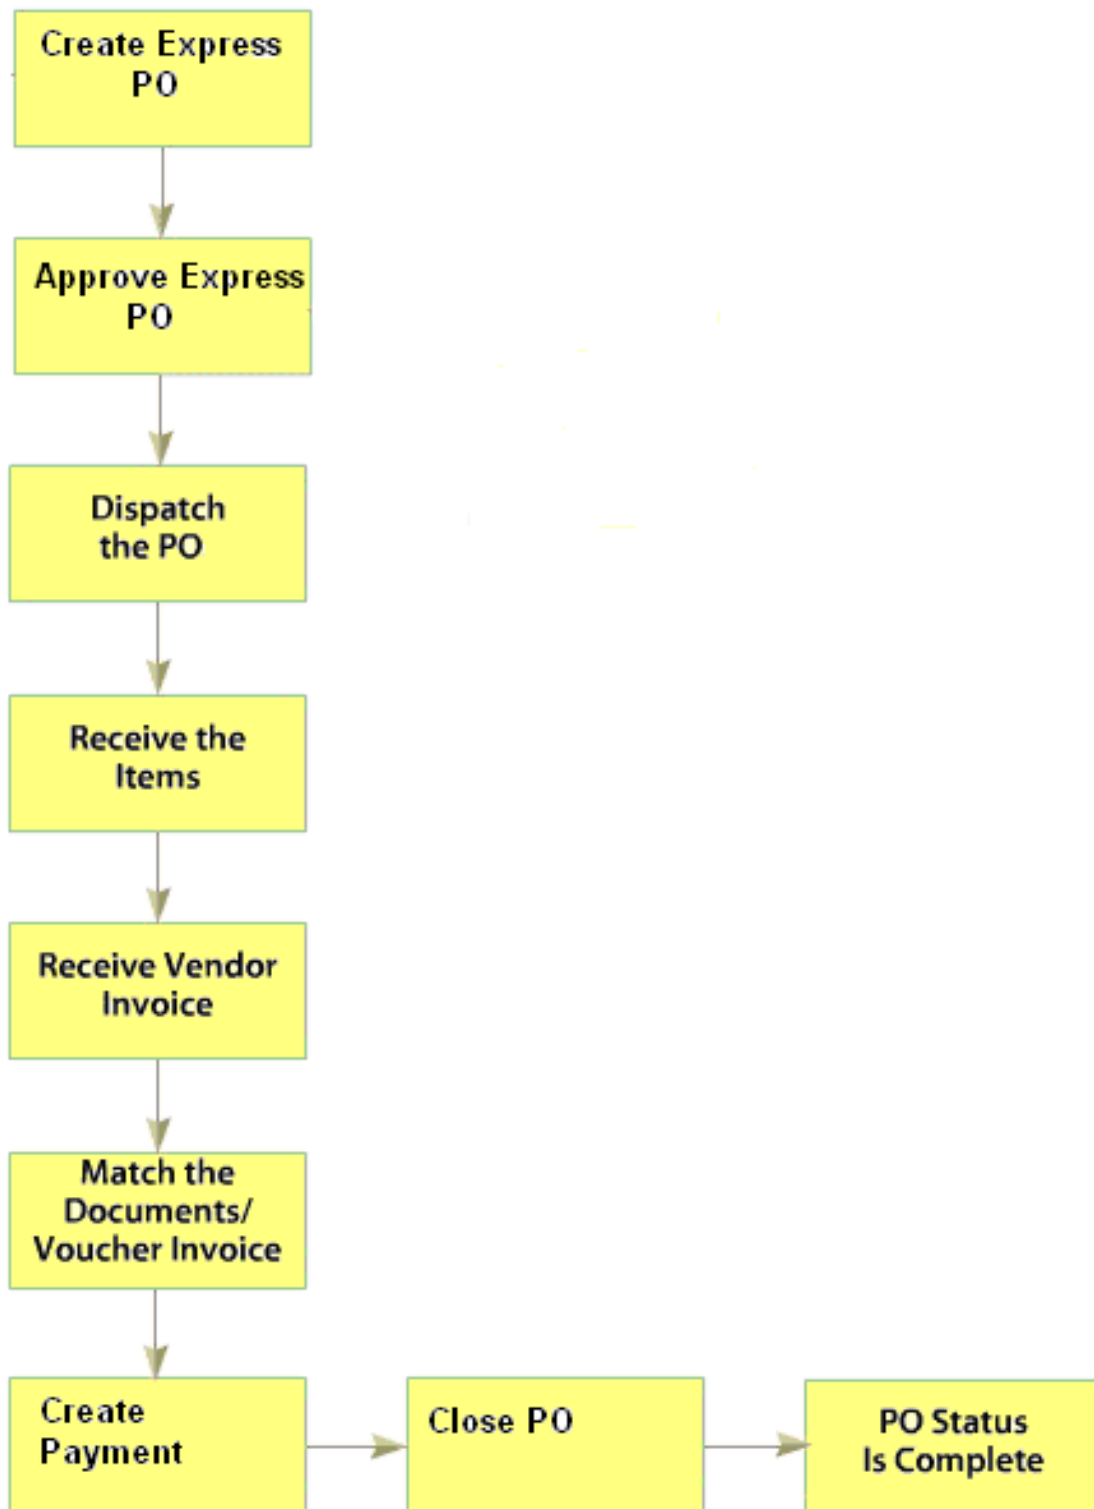 Create Express
PO
Approve Express
PO
Dispatch
the PO
Receive the
Items
Receive Vendor
Invoice
Match the
Documents/
Voucher Invoice
Create
Payment
Close PO
PO Status
Is Complete